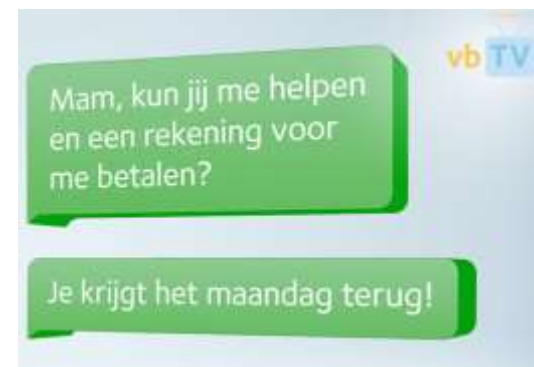 vb TV
Mam, kun jij me helpen
en een rekening voor
me betalen?
Je krijgt het maandag terug!